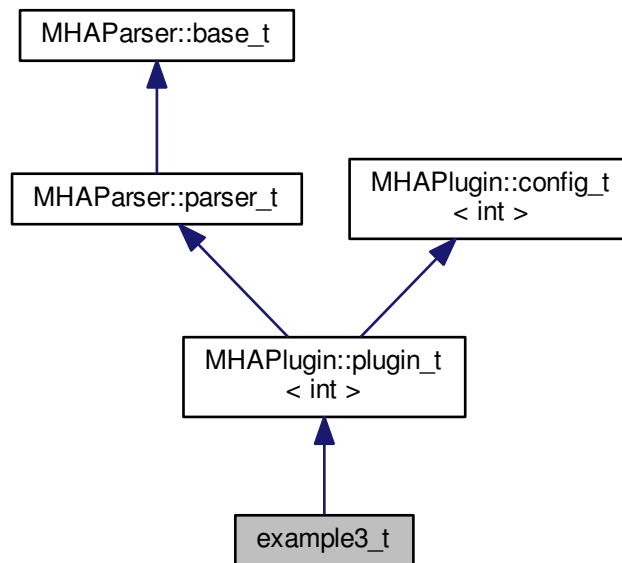 MHAParser::base_t
MHAParser::parser_t
MHAPlugin::config_t
< int >
MHAPlugin::plugin_t
< int >
example3_t